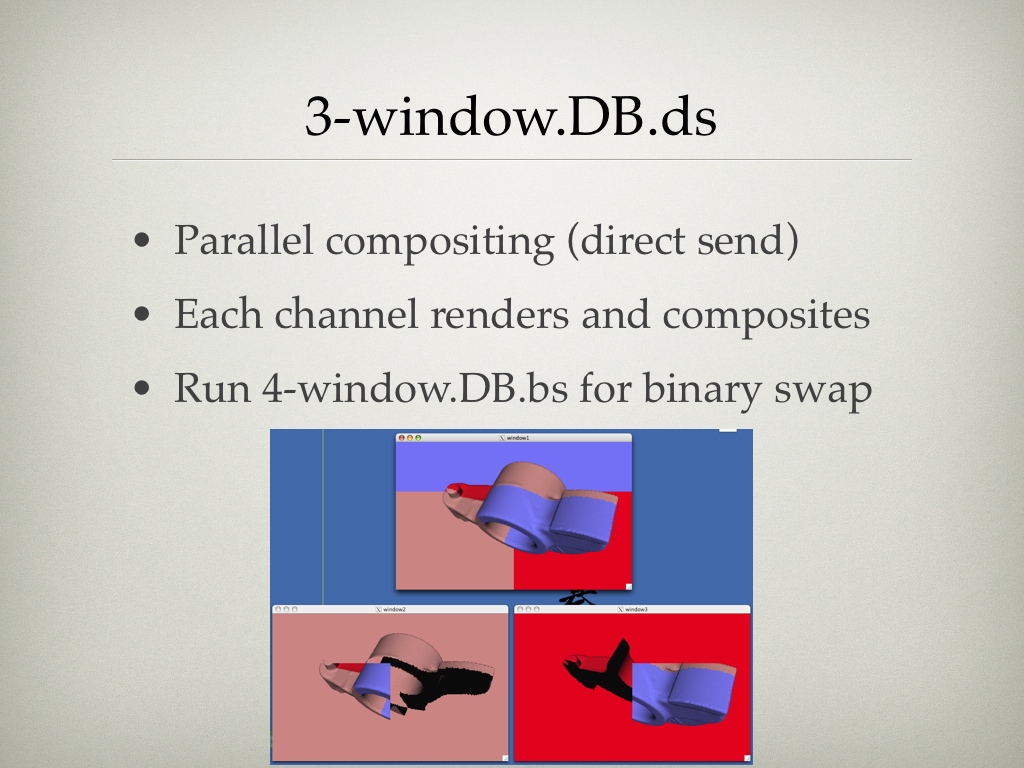 3-window.DB.ds
• Parallel compositing (direct send)
• Each channel renders and composites
• Run 4-window.DB.bs for binary swap
window1
window2
window3